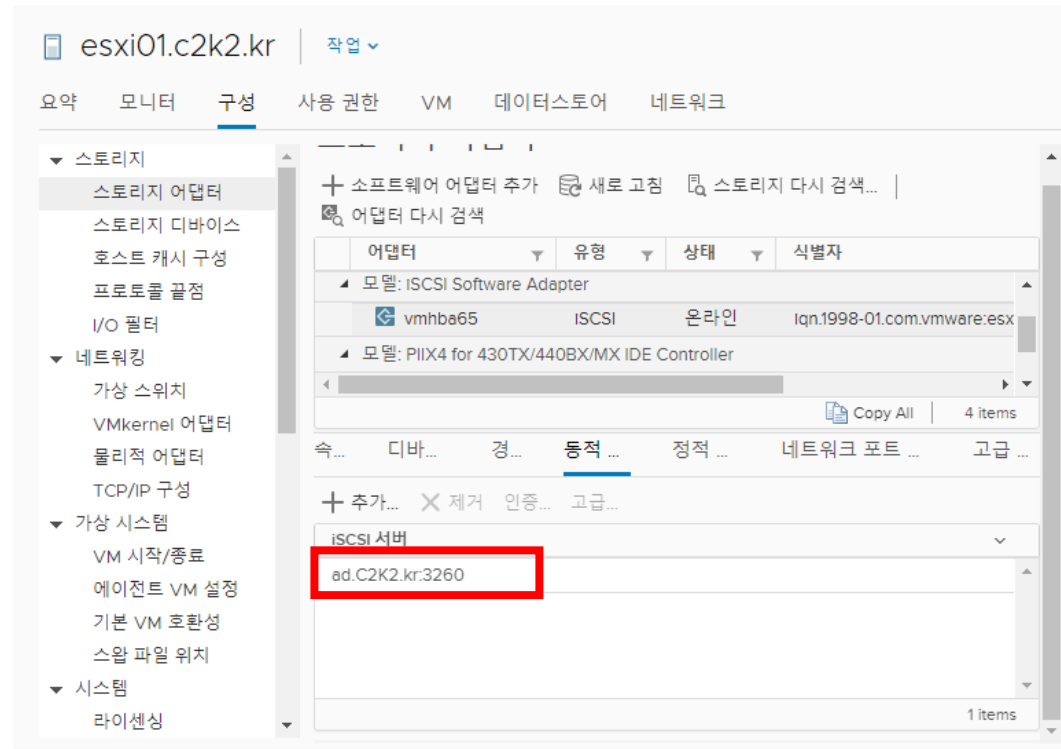 esxi01.c2k2.kr 작업
요약 모니터 구성 사용 권한 VM 데이터스토어 네트워크
스토리지
스토리지 어댑터
스토리지 디바이스
호스트 캐시 구성
프로토콜 끝점
I/O 필터
네트워킹
가상 스위치
VMkernel 어댑터
물리적 어댑터
TCP/IP 구성
가상 시스템
VM 시작/종료
에이전트 VM 설정
기본 VM 호환성
스왑 파일 위치
시스템
라이센싱
소프트웨어 어댑터 추가 새로 고침 스토리지 다시 검색...
어댑터 다시 검색
어댑터 유형 상태 식별자
모델: iSCSI Software Adapter
vmhba65 iSCSI 온라인 iqn.1998-01.com.vmware:esx
모델: PIIX4 for 430TX/440BX/MX IDE Controller
Copy All 4 items
속... 디바... 경... 동적 ... 정적 ... 네트워크 포트 ... 고급 ...
추가... 제거 인증... 고급...
iSCSI 서버
ad.C2K2.kr:3260
1 items